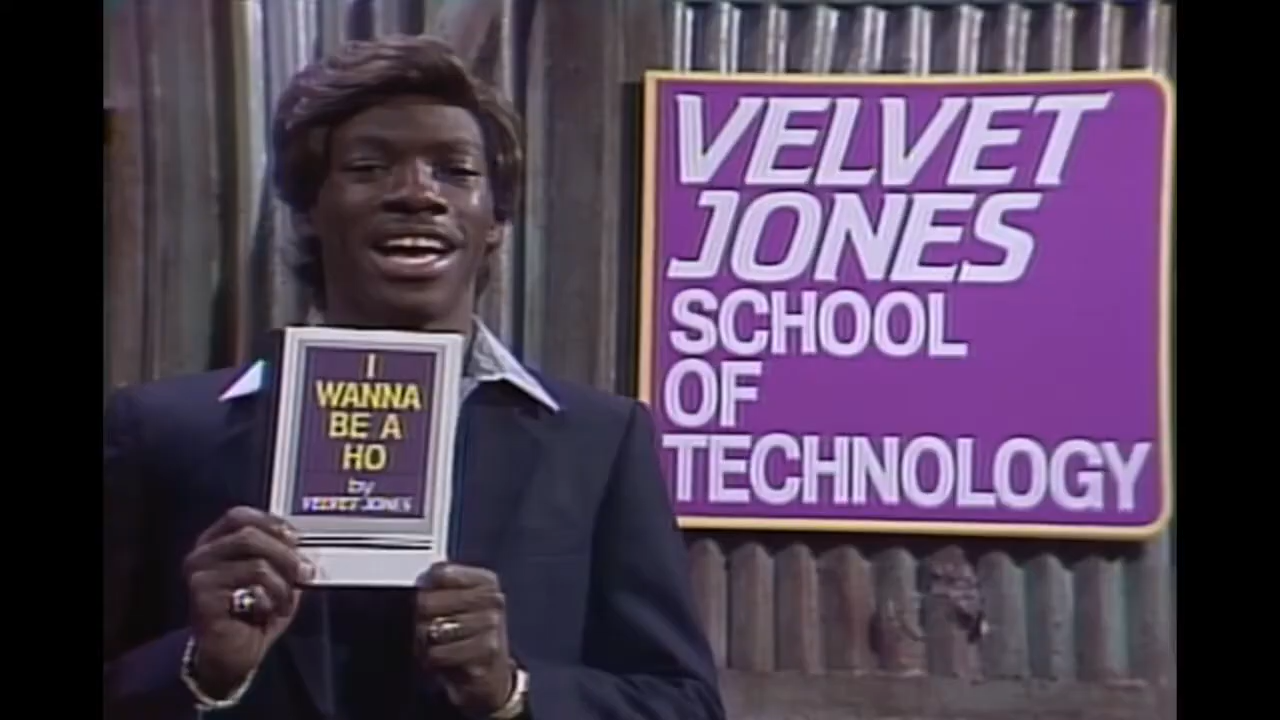 VELVET
JONES
SCHOOL
OF
TECHNOLOGY
I
WANNA
BE A
HO
by
VELVET JONES